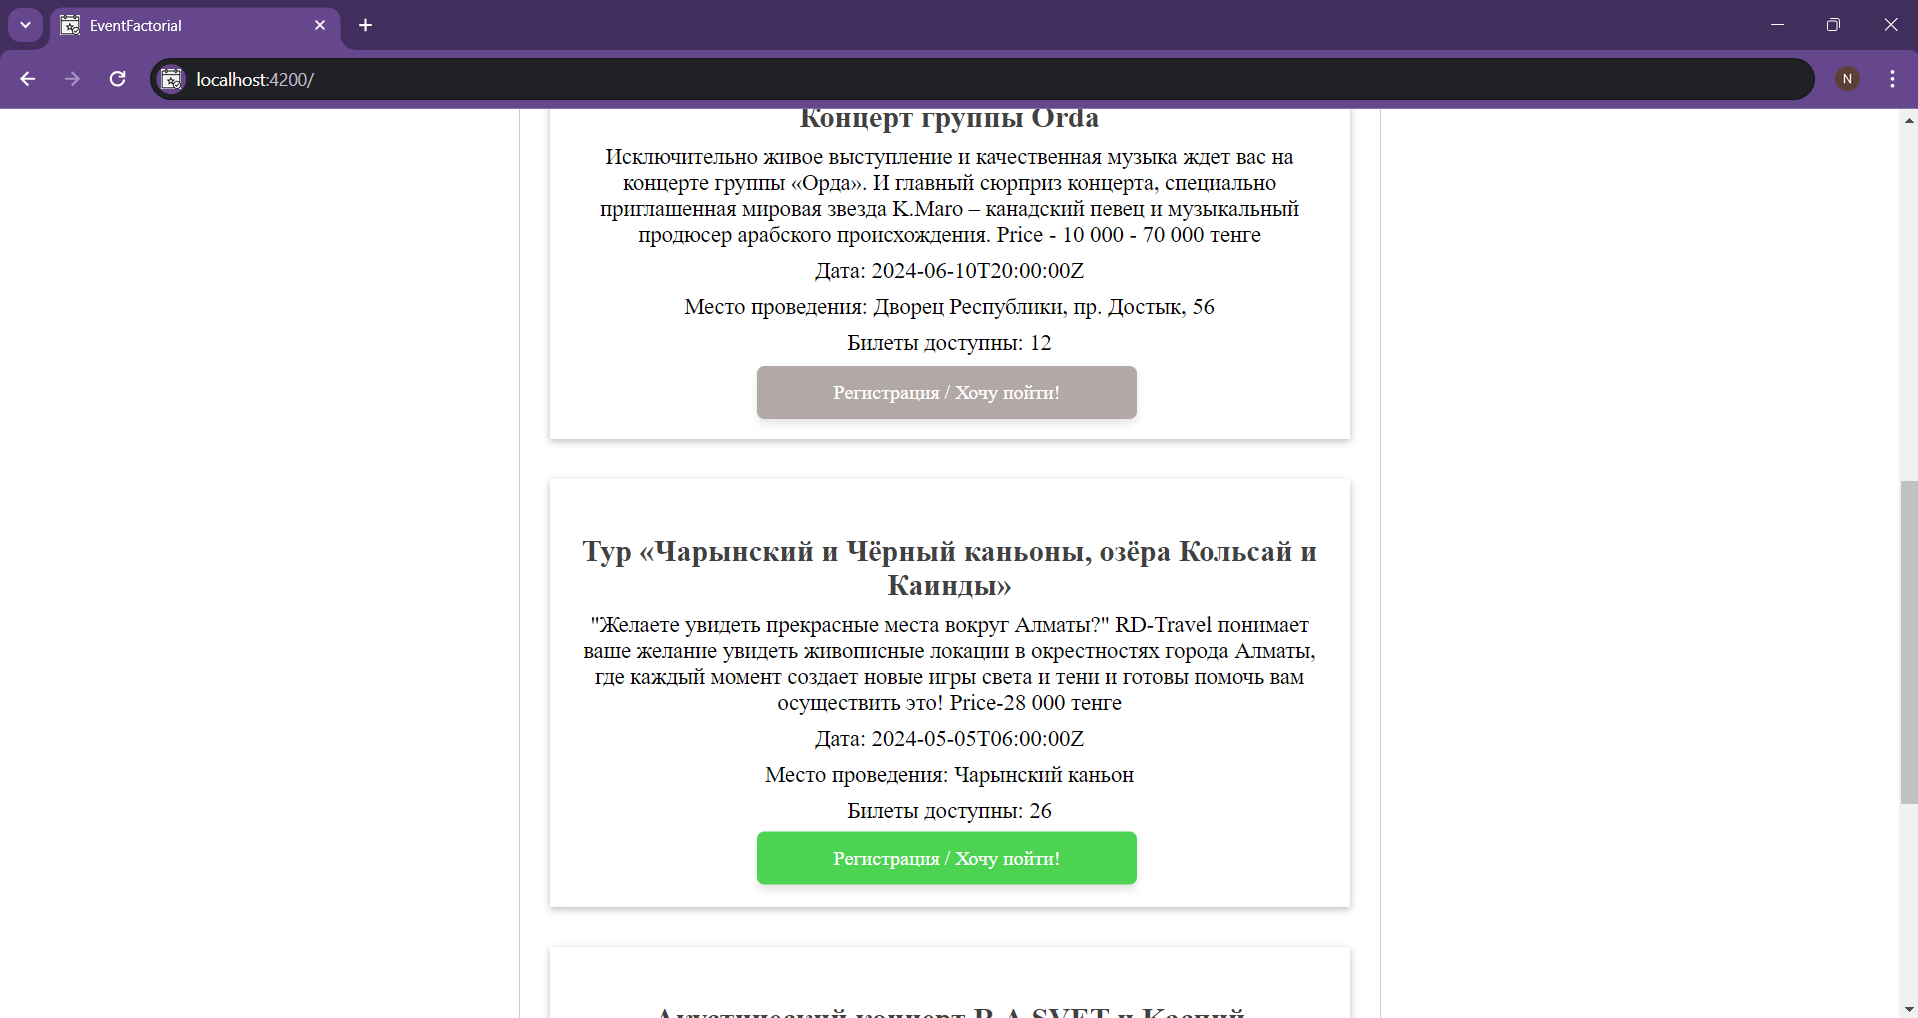 EventFactorial
localhost:4200/
N
Концерт группы Orda
Исключительно живое выступление и качественная музыка ждет вас на
концерте группы «Орда». И главный сюрприз концерта, специально
приглашенная мировая звезда K.Maro – канадский певец и музыкальный
продюсер арабского происхождения. Price - 10 000 - 70 000 тенге
Дата: 2024-06-10T20:00:00Z
Место проведения: Дворец Республики, пр. Достык, 56
Билеты доступны: 12
Регистрация / Хочу пойти!
Тур «Чарынский и Чёрный каньоны, озёра Кольсай и
Каинды»
"Желаете увидеть прекрасные места вокруг Алматы?" RD-Travel понимает
ваше желание увидеть живописные локации в окрестностях города Алматы,
где каждый момент создает новые игры света и тени и готовы помочь вам
осуществить это! Price-28 000 тенге
Дата: 2024-05-05T06:00:00Z
Место проведения: Чарынский каньон
Билеты доступны: 26
Регистрация / Хочу пойти!
Акустический концерт R.A.SVET и Каспий